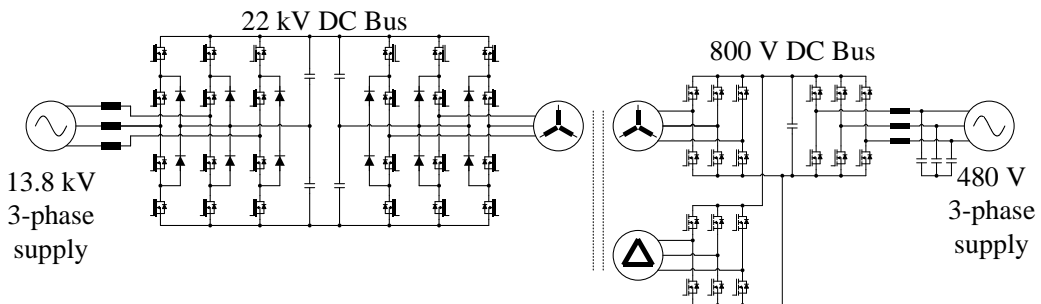 22 kV DC Bus
800 V DC Bus
13.8 kV
3-phase
supply
480 V
3-phase
supply